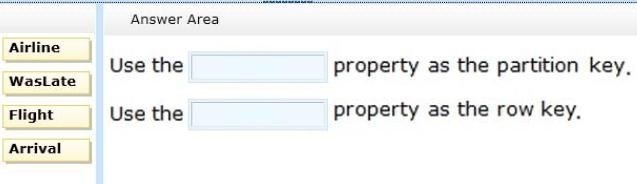 Answer Area
Airline
WasLate
Flight
Arrival
Use the property as the partition key.
Use the property as the row key.